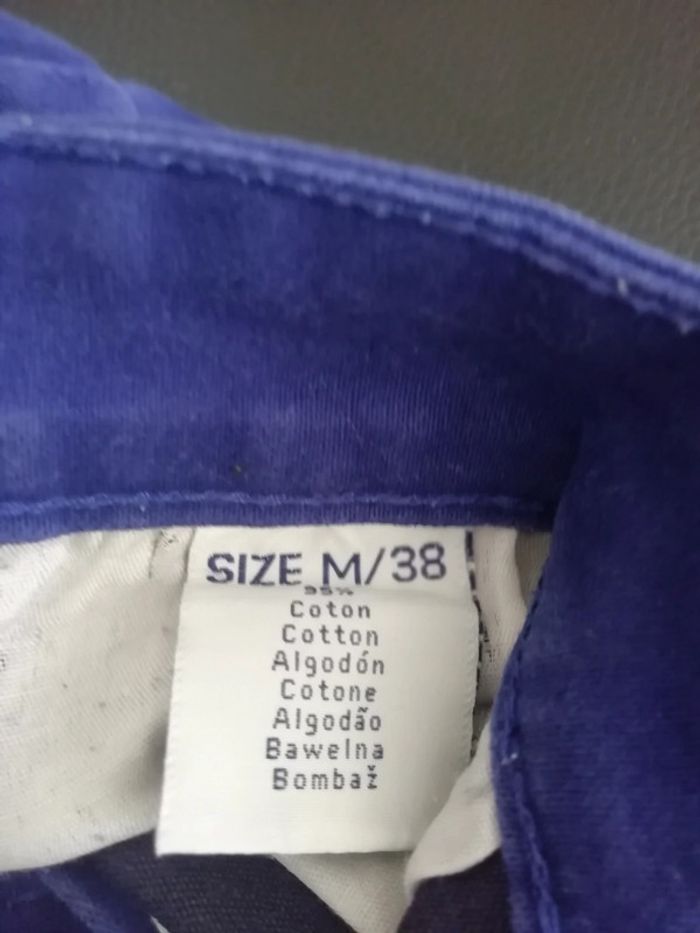 SIZE M/38
95%
Coton
Cotton
Algodón
Cotone
Algodão
Bawelna
Bombaž